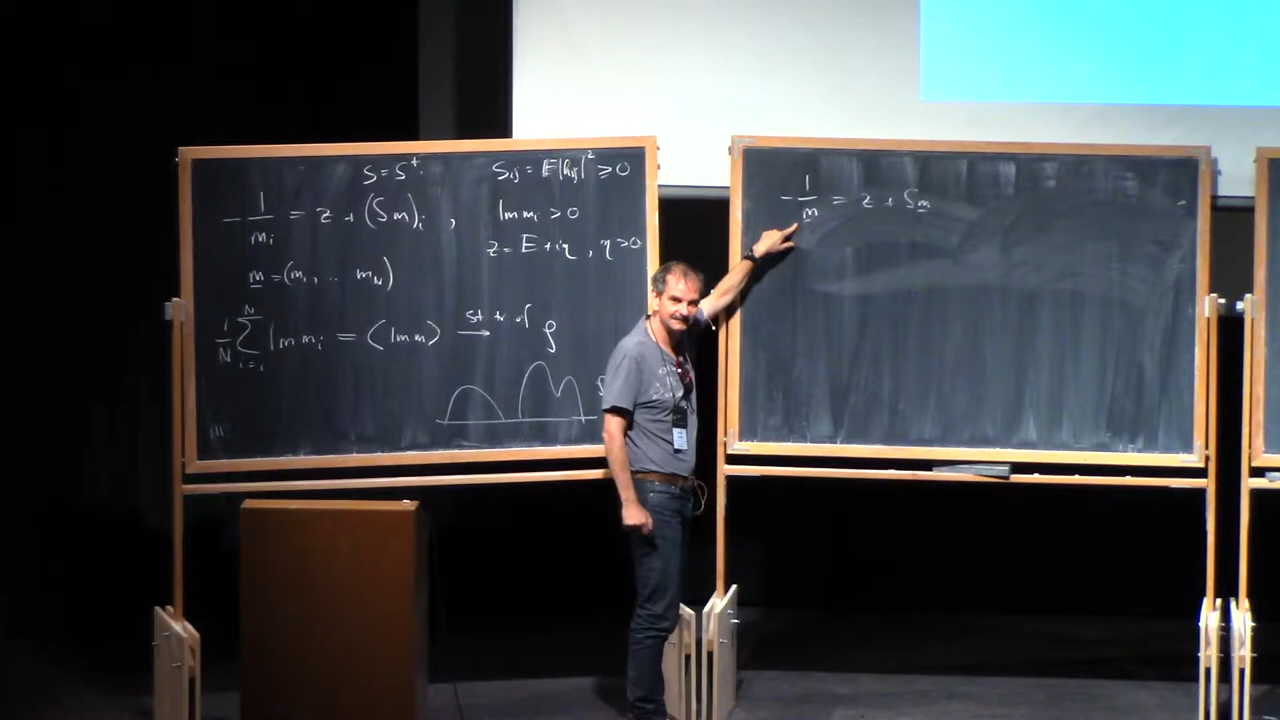 S = S^t
S_ij = E|h_ij|² ≥ 0
- 1/m_i = z + (Sm)_i , Im m_i > 0
z = E + iη , η > 0
m = (m_1, ... m_N)
1/N Σ_{i=1}^{N} Im m_i = ⟨Im m⟩ → st tr of ρ
- 1/m = z + Sm